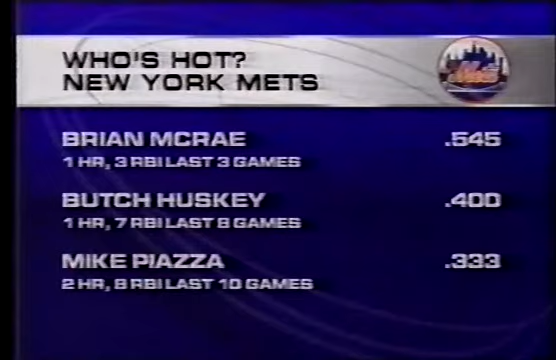 WHO'S HOT?
NEW YORK METS
Mets
BRIAN MCRAE .545
1 HR, 3 RBI LAST 3 GAMES
BUTCH HUSKEY .400
1 HR, 7 RBI LAST 8 GAMES
MIKE PIAZZA .333
2 HR, 8 RBI LAST 10 GAMES